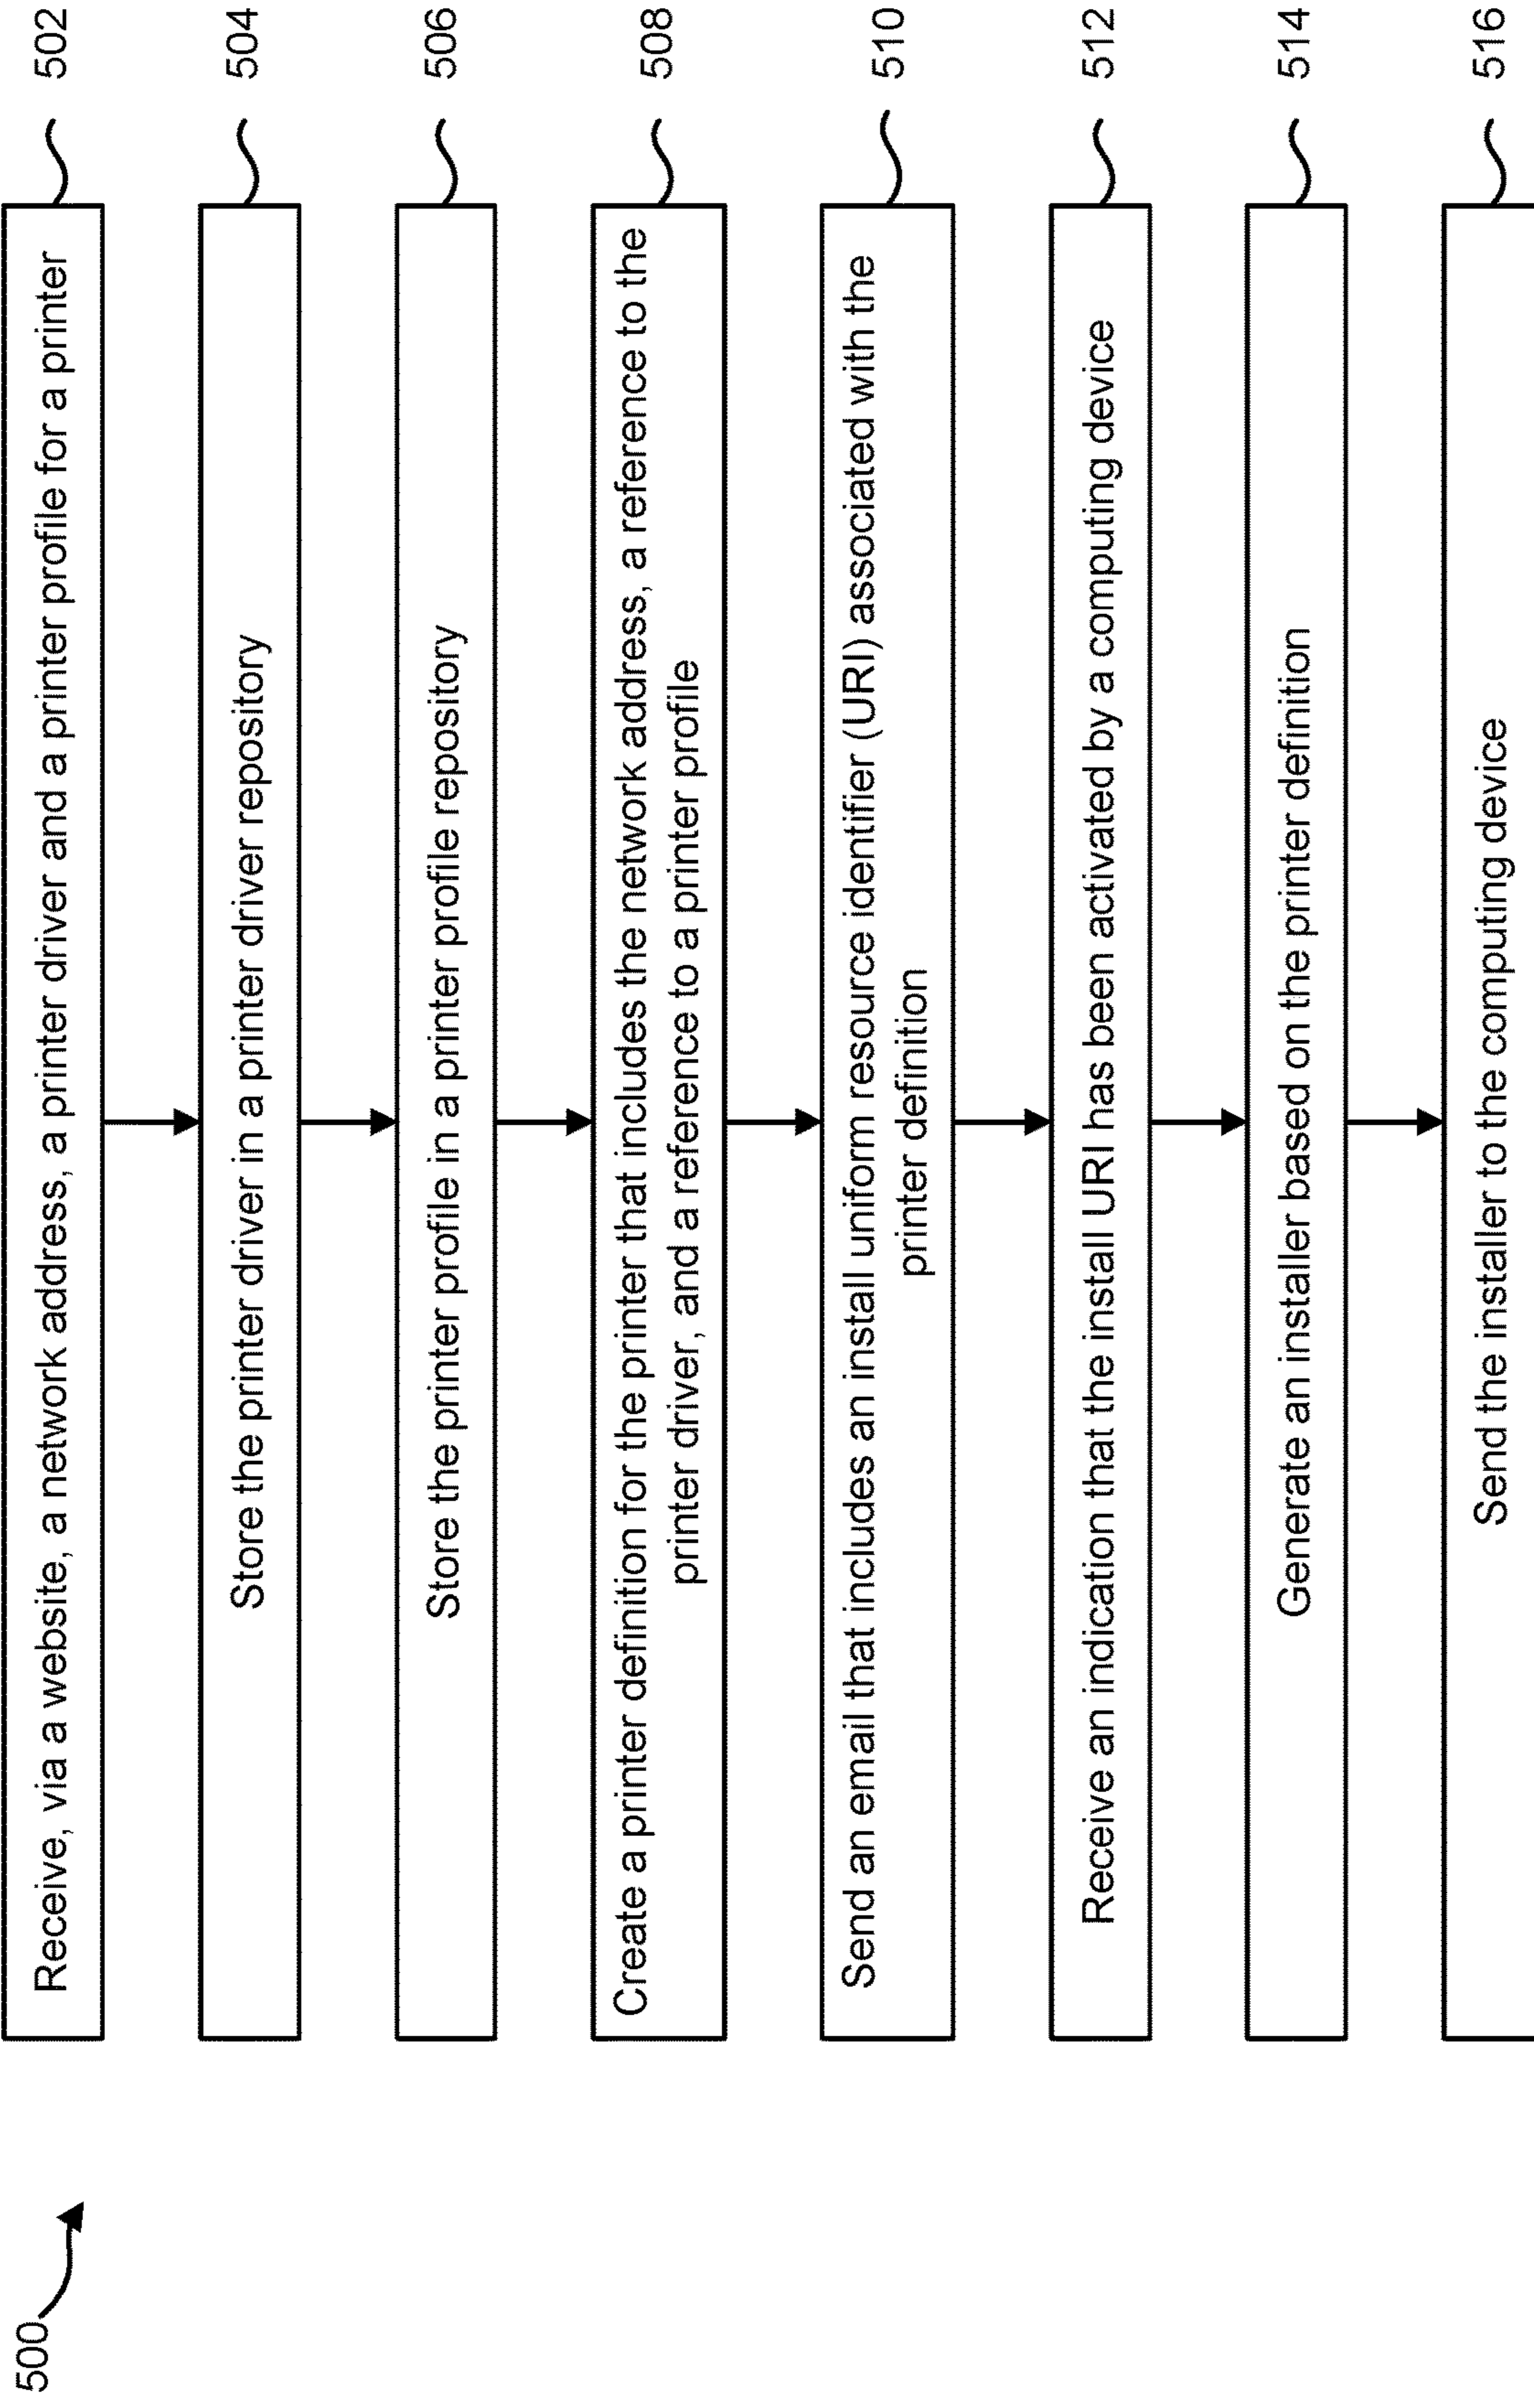 500
Receive, via a website, a network address, a printer driver and a printer profile for a printer
502
Store the printer driver in a printer driver repository
504
Store the printer profile in a printer profile repository
506
Create a printer definition for the printer that includes the network address, a reference to the
printer driver, and a reference to a printer profile
508
Send an email that includes an install uniform resource identifier (URI) associated with the
printer definition
510
Receive an indication that the install URI has been activated by a computing device
512
Generate an installer based on the printer definition
514
Send the installer to the computing device
516